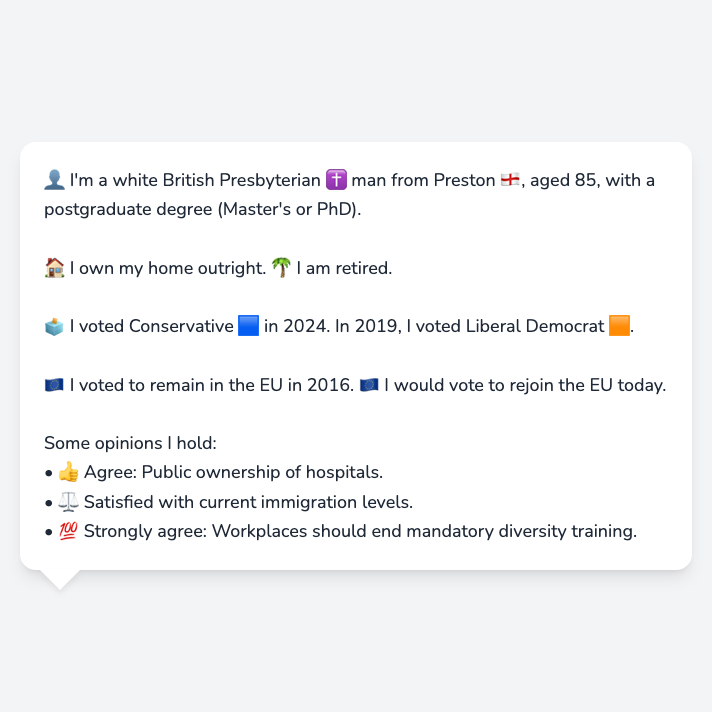 👤 I'm a white British Presbyterian ✝️ man from Preston 🏴󠁧󠁢󠁥󠁮󠁧󠁿, aged 85, with a
postgraduate degree (Master's or PhD).
🏠 I own my home outright. 🌴 I am retired.
🗳️ I voted Conservative 🟦 in 2024. In 2019, I voted Liberal Democrat 🟧.
🇪🇺 I voted to remain in the EU in 2016. 🇪🇺 I would vote to rejoin the EU today.
Some opinions I hold:
• 👍 Agree: Public ownership of hospitals.
• ⚖️ Satisfied with current immigration levels.
• 💯 Strongly agree: Workplaces should end mandatory diversity training.